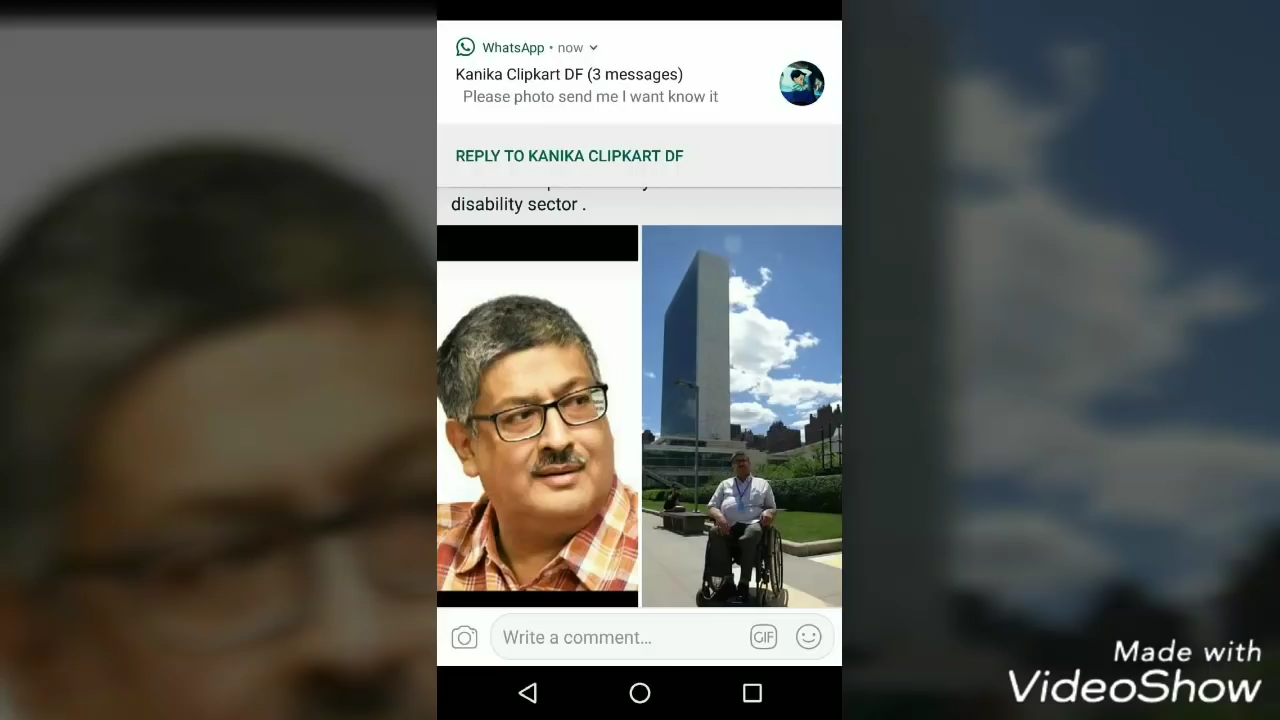 WhatsApp • now
Kanika Clipkart DF (3 messages)
Please photo send me I want know it
REPLY TO KANIKA CLIPKART DF
disability sector .
Write a comment...
GIF
Made with
VideoShow